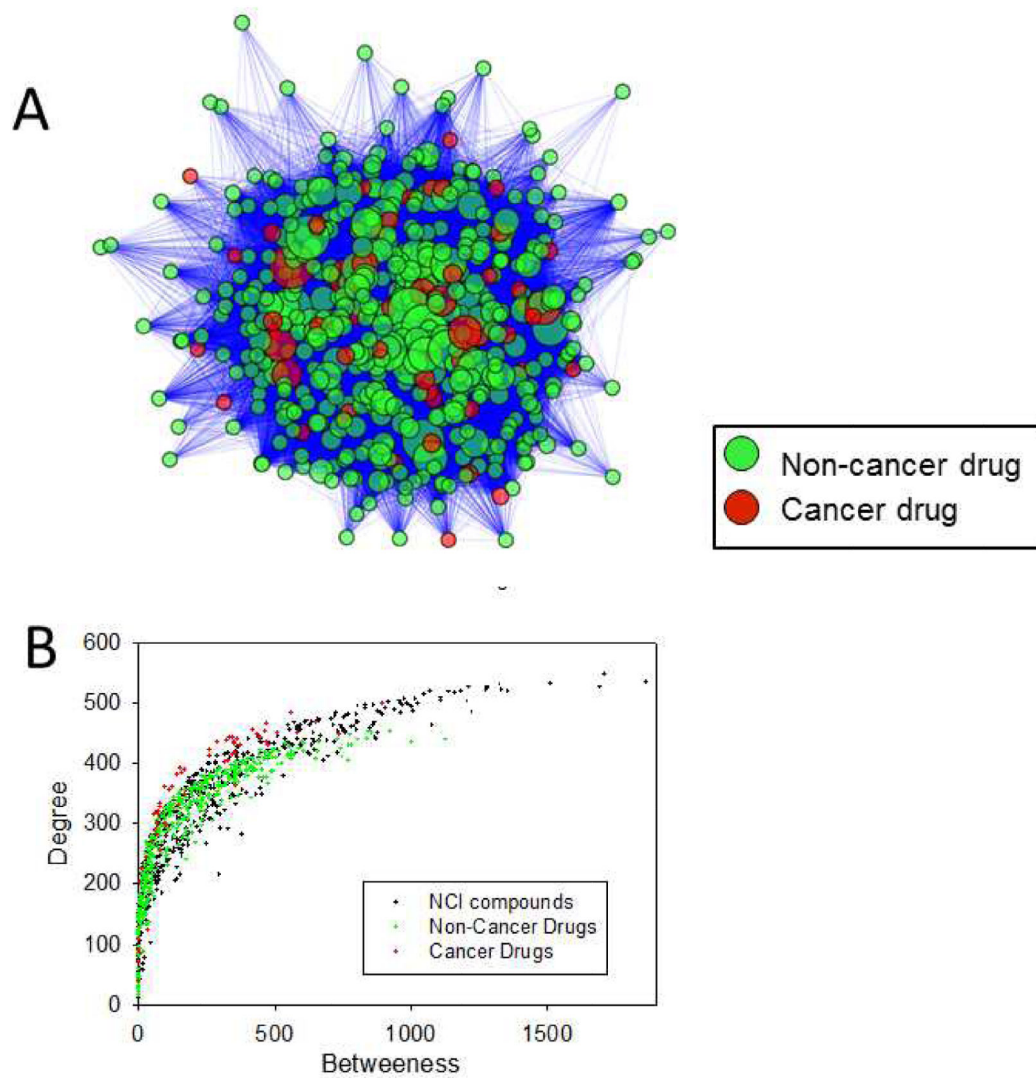 A
Non-cancer drug
Cancer drug
B
600
500
400
300
200
100
0
Degree
NCI compounds
Non-Cancer Drugs
Cancer Drugs
0 500 1000 1500
Betweeness